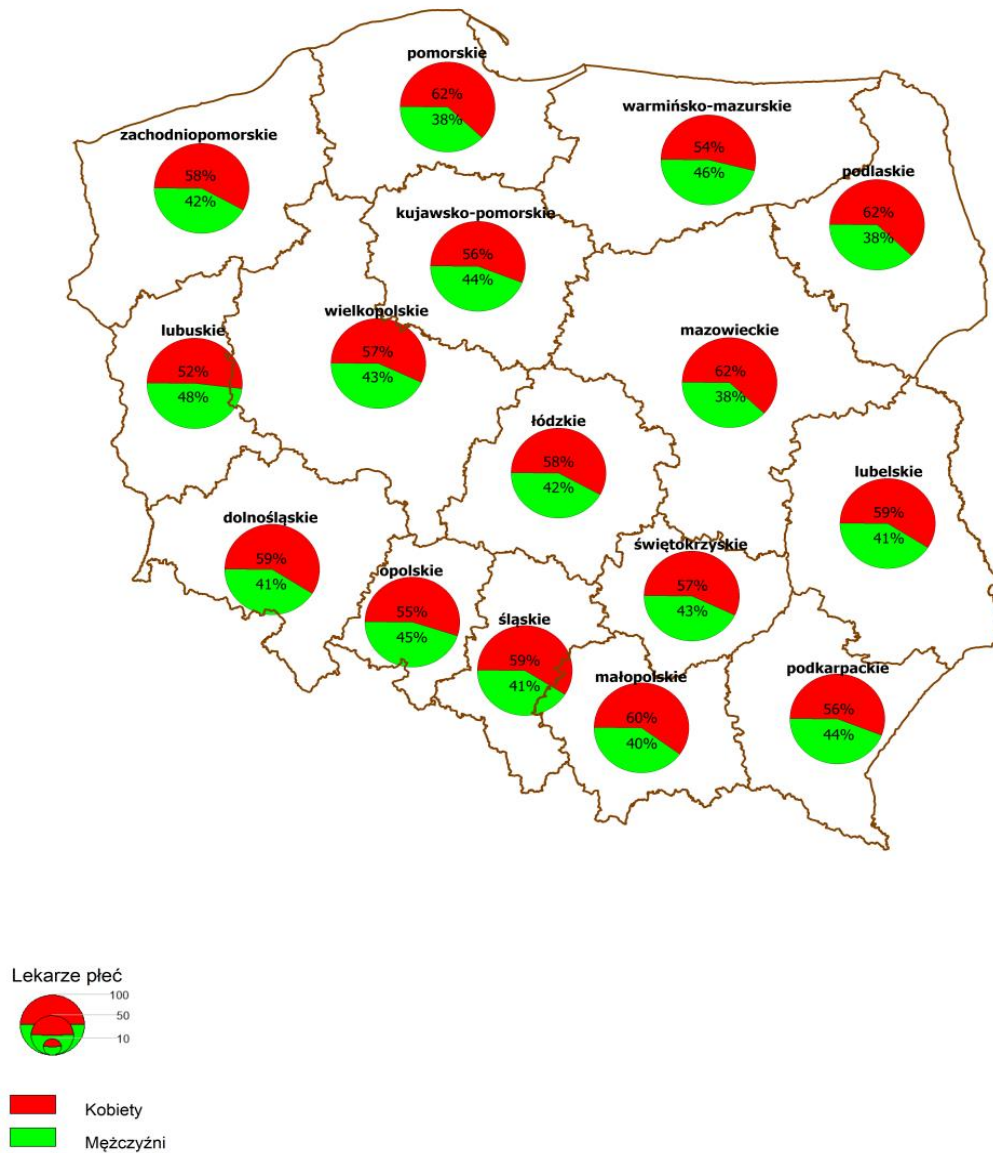 pomorskie
62%
38%
warmińsko-mazurskie
54%
46%
zachodniopomorskie
58%
42%
podlaskie
62%
38%
kujawsko-pomorskie
56%
44%
wielkopolskie
57%
43%
lubuskie
52%
48%
mazowieckie
62%
38%
łódzkie
58%
42%
lubelskie
59%
41%
dolnośląskie
59%
41%
świętokrzyskie
57%
43%
opolskie
55%
45%
śląskie
59%
41%
małopolskie
60%
40%
podkarpackie
56%
44%
Lekarze płeć
100
50
10
Kobiety
Mężczyźni